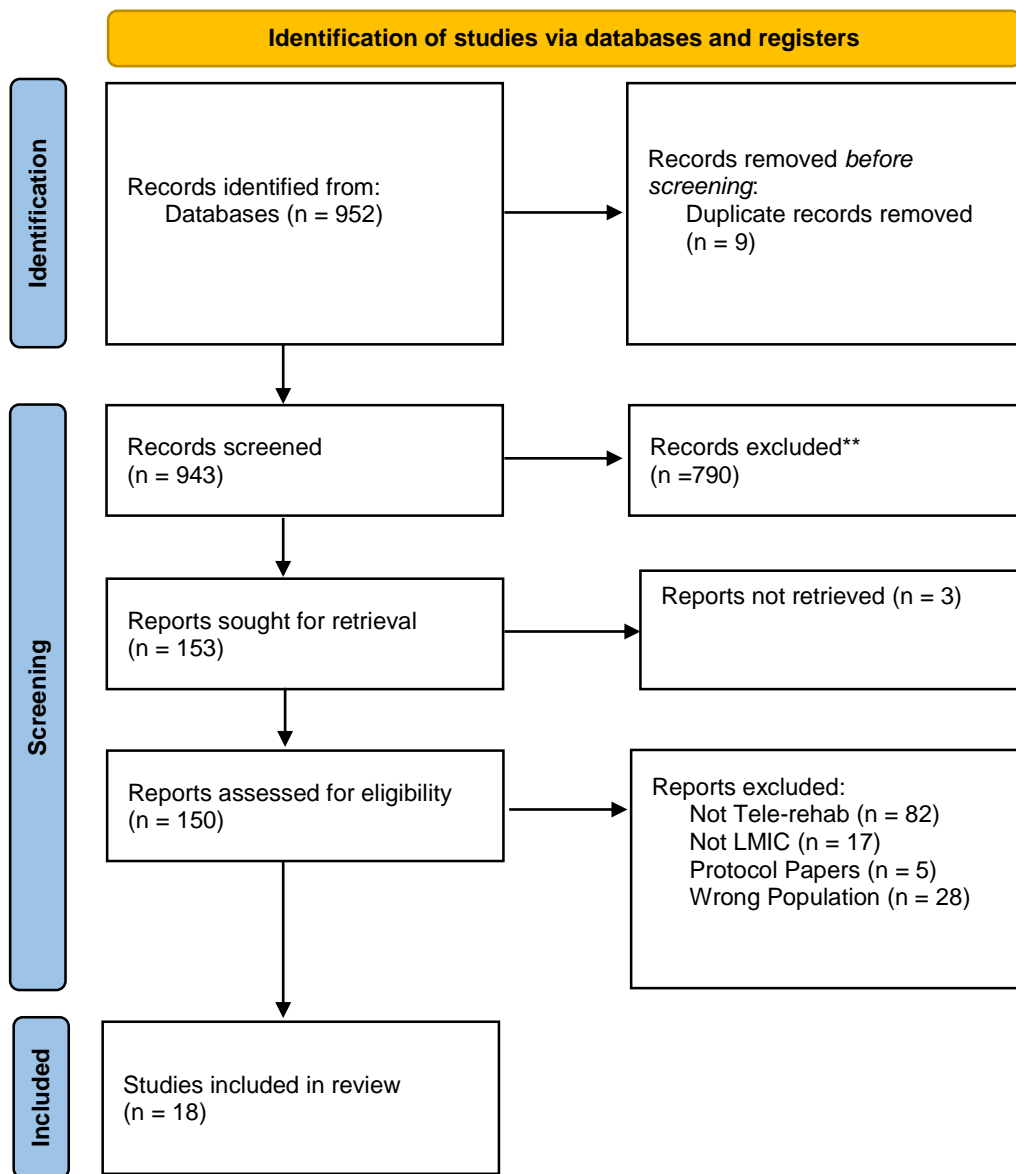 Identification of studies via databases and registers
Identification
Records identified from:
Databases (n = 952)
Records removed before
screening:
Duplicate records removed
(n = 9)
Screening
Records screened
(n = 943)
Records excluded**
(n =790)
Reports sought for retrieval
(n = 153)
Reports not retrieved (n = 3)
Reports assessed for eligibility
(n = 150)
Reports excluded:
Not Tele-rehab (n = 82)
Not LMIC (n = 17)
Protocol Papers (n = 5)
Wrong Population (n = 28)
Included
Studies included in review
(n = 18)